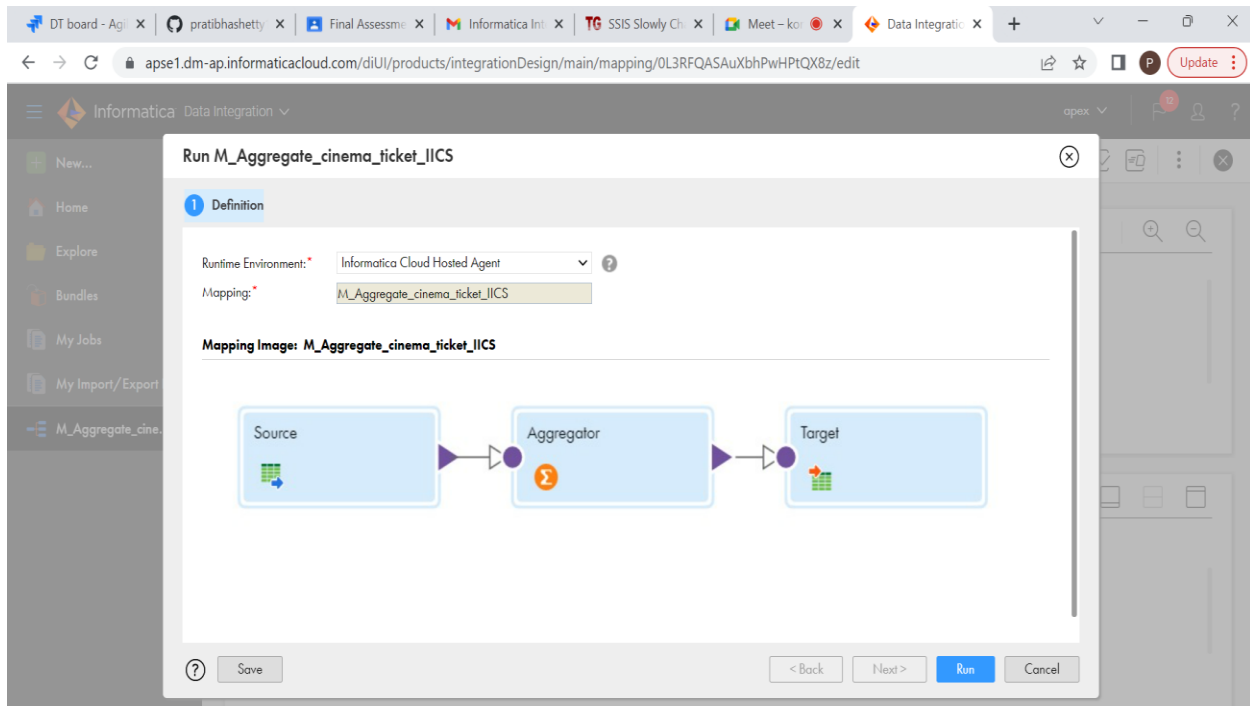 DT board - Agil
pratibhashetty
Final Assessme
Informatica Int
TG SSIS Slowly Ch
Meet – kor
Data Integratio
apse1.dm-ap.informaticacloud.com/diUI/products/integrationDesign/main/mapping/0L3RFQASAuXbhPwHPtQX8z/edit
P
Update
Informatica Data Integration
apex
12
?
New...
Home
Explore
Bundles
My Jobs
My Import/Export
M_Aggregate_cine.
Run M_Aggregate_cinema_ticket_IICS
1 Definition
Runtime Environment:* Informatica Cloud Hosted Agent ?
Mapping:* M_Aggregate_cinema_ticket_IICS
Mapping Image: M_Aggregate_cinema_ticket_IICS
Source
Aggregator
Σ
Target
? Save < Back Next > Run Cancel